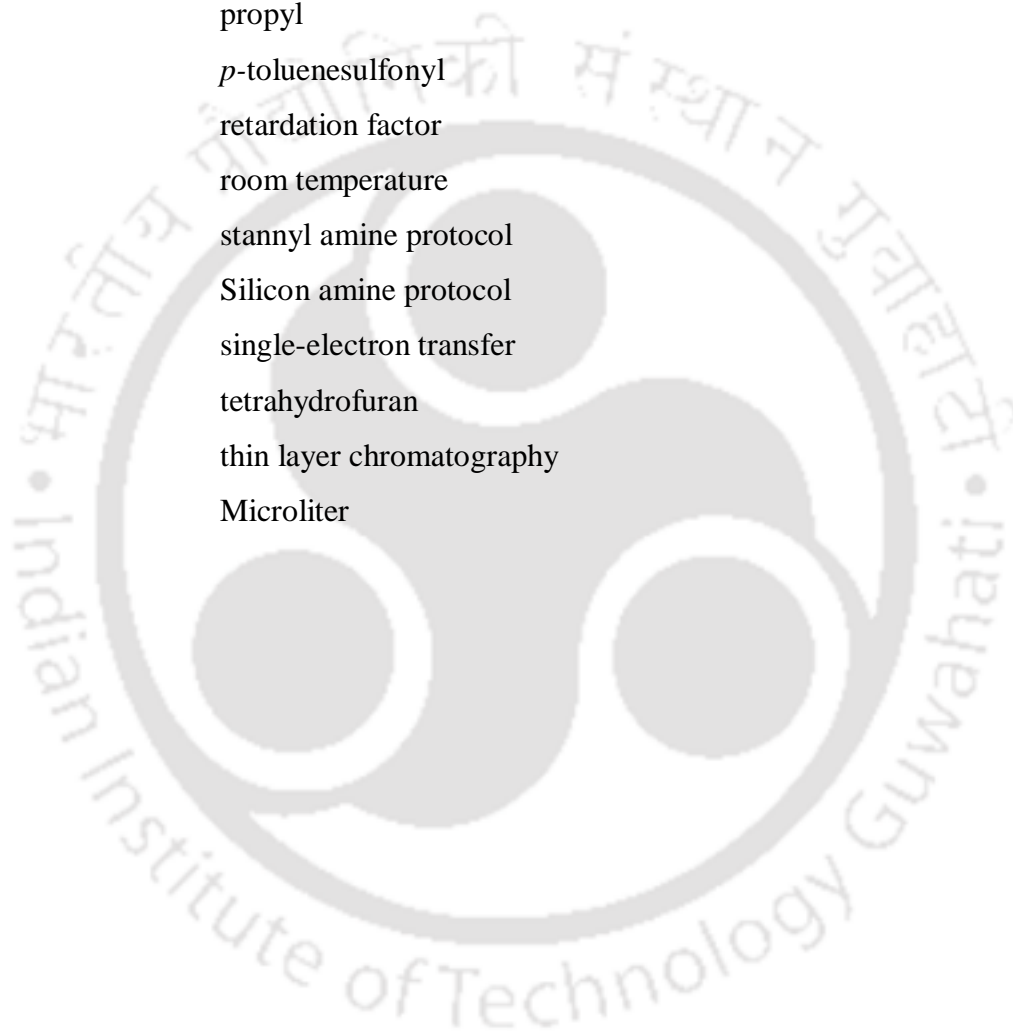 propyl
p-toluenesulfonyl
retardation factor
room temperature
stannyl amine protocol
Silicon amine protocol
single-electron transfer
tetrahydrofuran
thin layer chromatography
Microliter
भारतीय प्रौद्योगिकी संस्थान गुवाहाटी
Indian Institute of Technology Guwahati